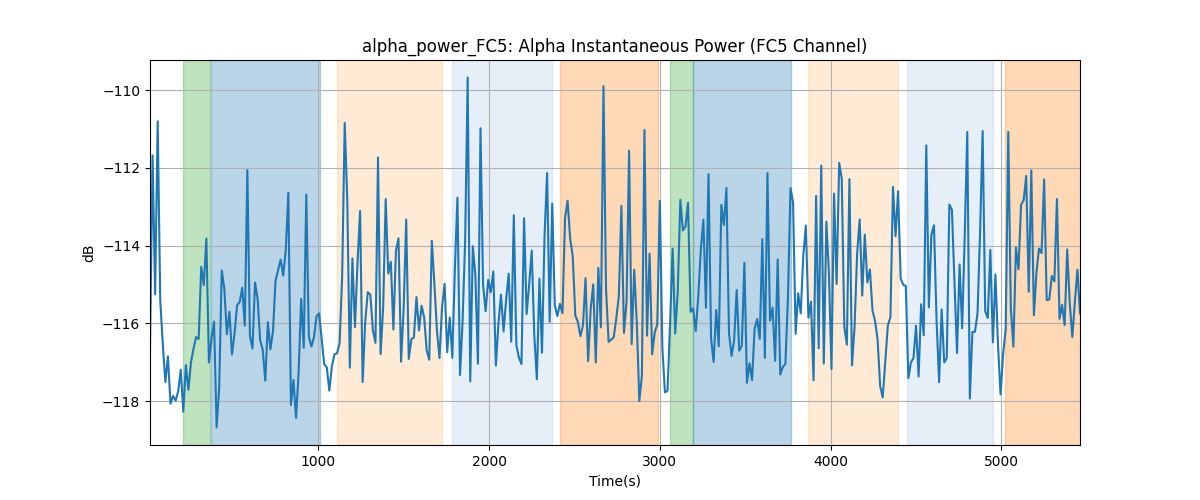 alpha_power_FC5: Alpha Instantaneous Power (FC5 Channel)
dB
−110
−112
−114
−116
−118
1000 2000 3000 4000 5000
Time(s)